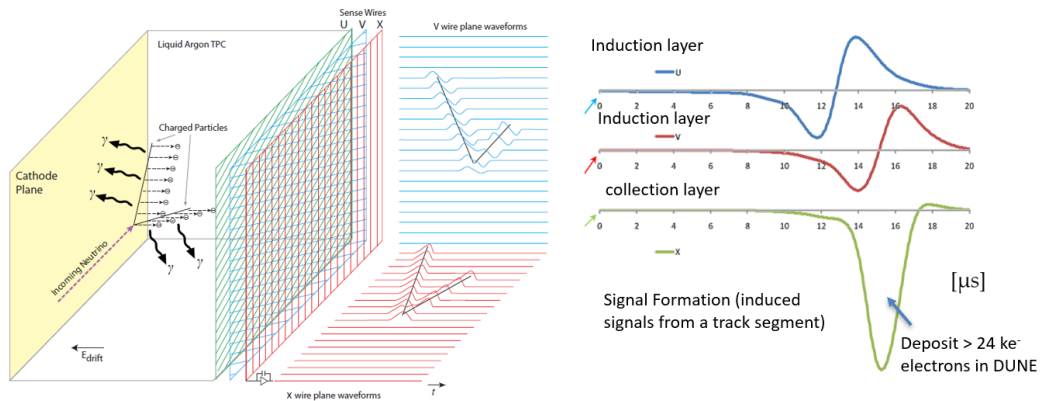 Sense Wires
U V X
V wire plane waveforms
Liquid Argon TPC
Charged Particles
γ
γ
γ
Cathode
Plane
γ
γ
Incoming Neutrino
E drift
t
X wire plane waveforms
Induction layer
U
0 2 4 6 8 10 12 14 16 18 20
Induction layer
V
0 2 4 6 8 10 12 14 16 18 20
collection layer
0 2 4 6 8 10 12 14 16 18 20
X
[μs]
Signal Formation (induced
signals from a track segment)
Deposit > 24 ke-
electrons in DUNE